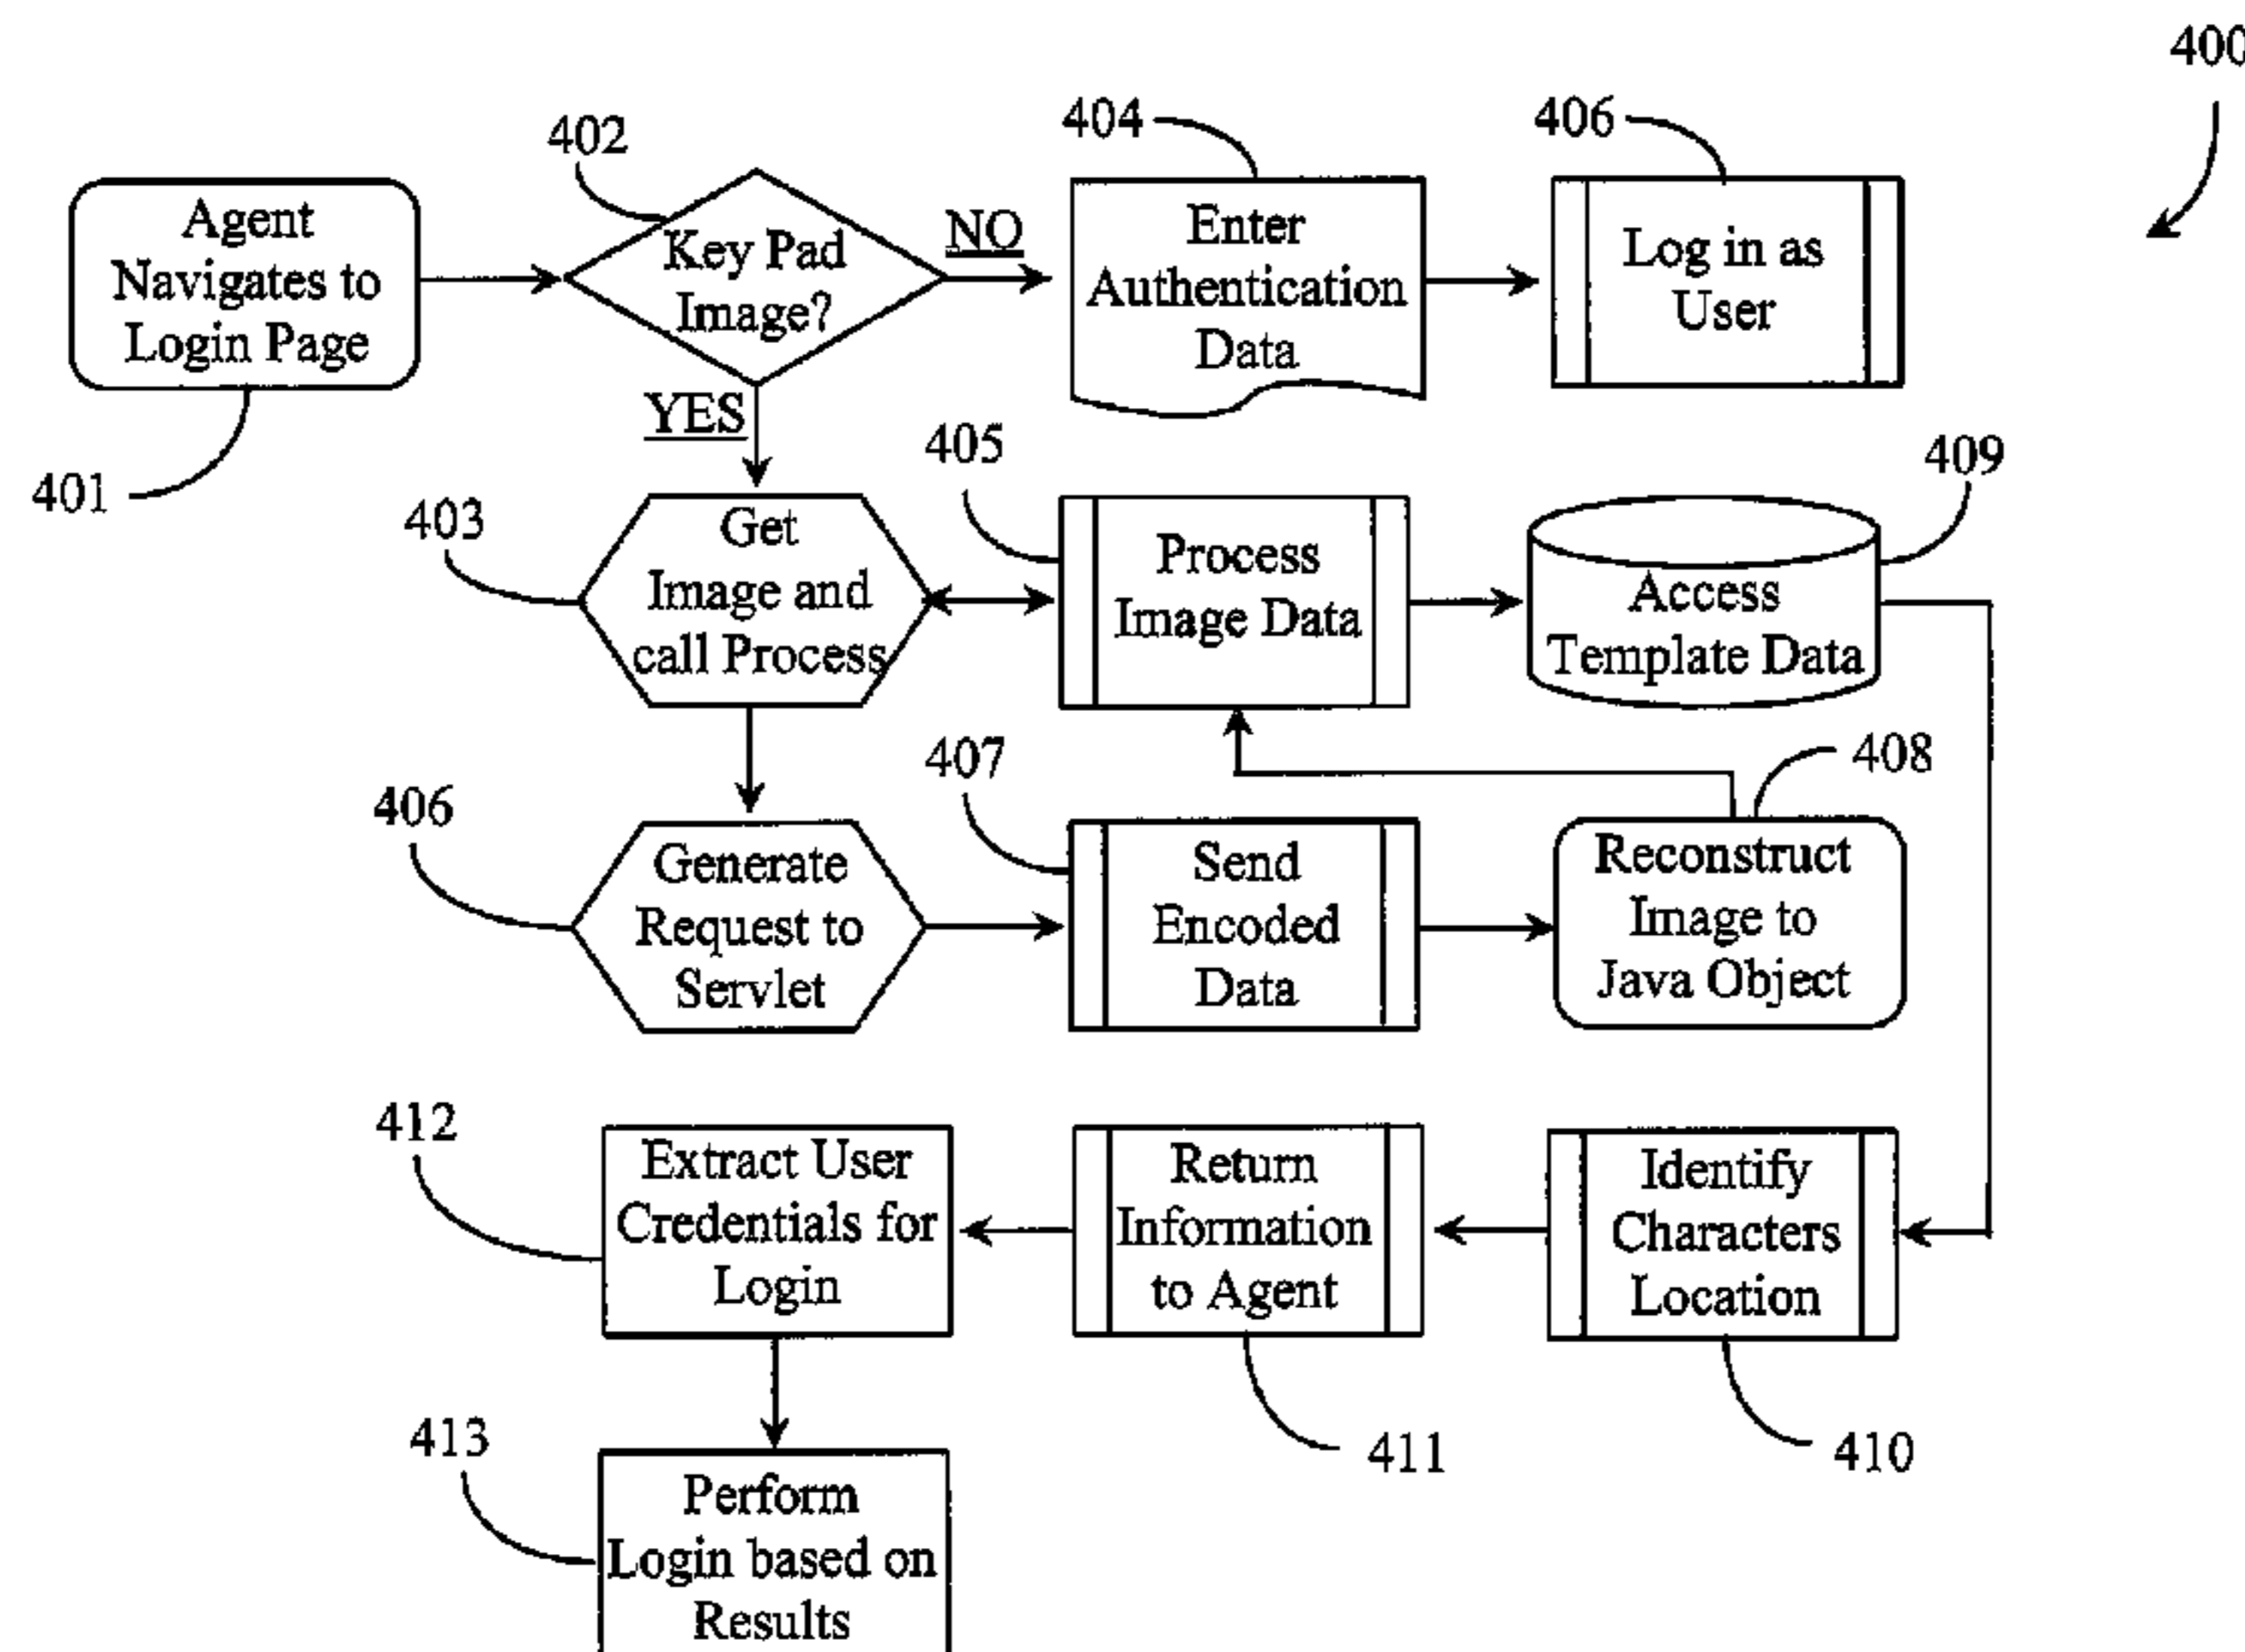 400
402
404
406
Agent
Navigates to
Login Page
Key Pad
Image?
NO
Enter
Authentication
Data
Log in as
User
YES
401
403
405
409
Get
Image and
call Process
Process
Image Data
Access
Template Data
406
407
408
Generate
Request to
Servlet
Send
Encoded
Data
Reconstruct
Image to
Java Object
412
Extract User
Credentials for
Login
Return
Information
to Agent
Identify
Characters
Location
413
411
410
Perform
Login based on
Results